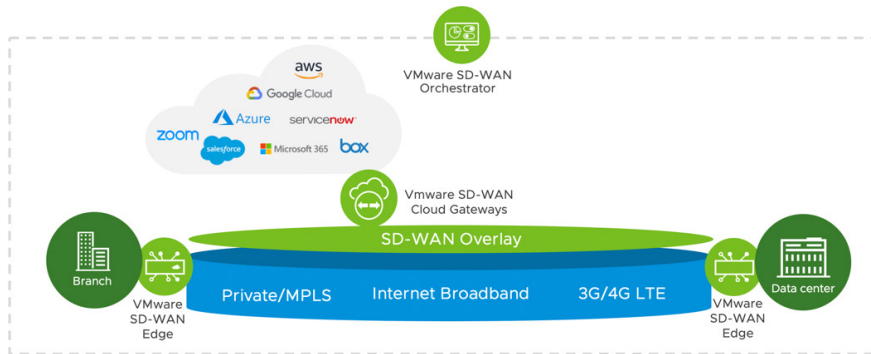 aws
Google Cloud
Azure
servicenow
zoom
salesforce
Microsoft 365
box
VMware SD-WAN
Orchestrator
Vmware SD-WAN
Cloud Gateways
SD-WAN Overlay
Branch
Private/MPLS
Internet Broadband
3G/4G LTE
Data center
VMware
SD-WAN
Edge
VMware
SD-WAN
Edge